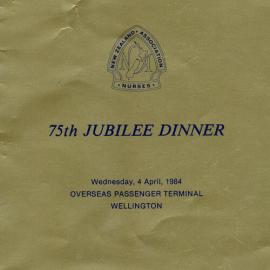 NEW ZEALAND ASSOCIATION
· NURSES ·
75th JUBILEE DINNER
Wednesday, 4 April, 1984
OVERSEAS PASSENGER TERMINAL
WELLINGTON